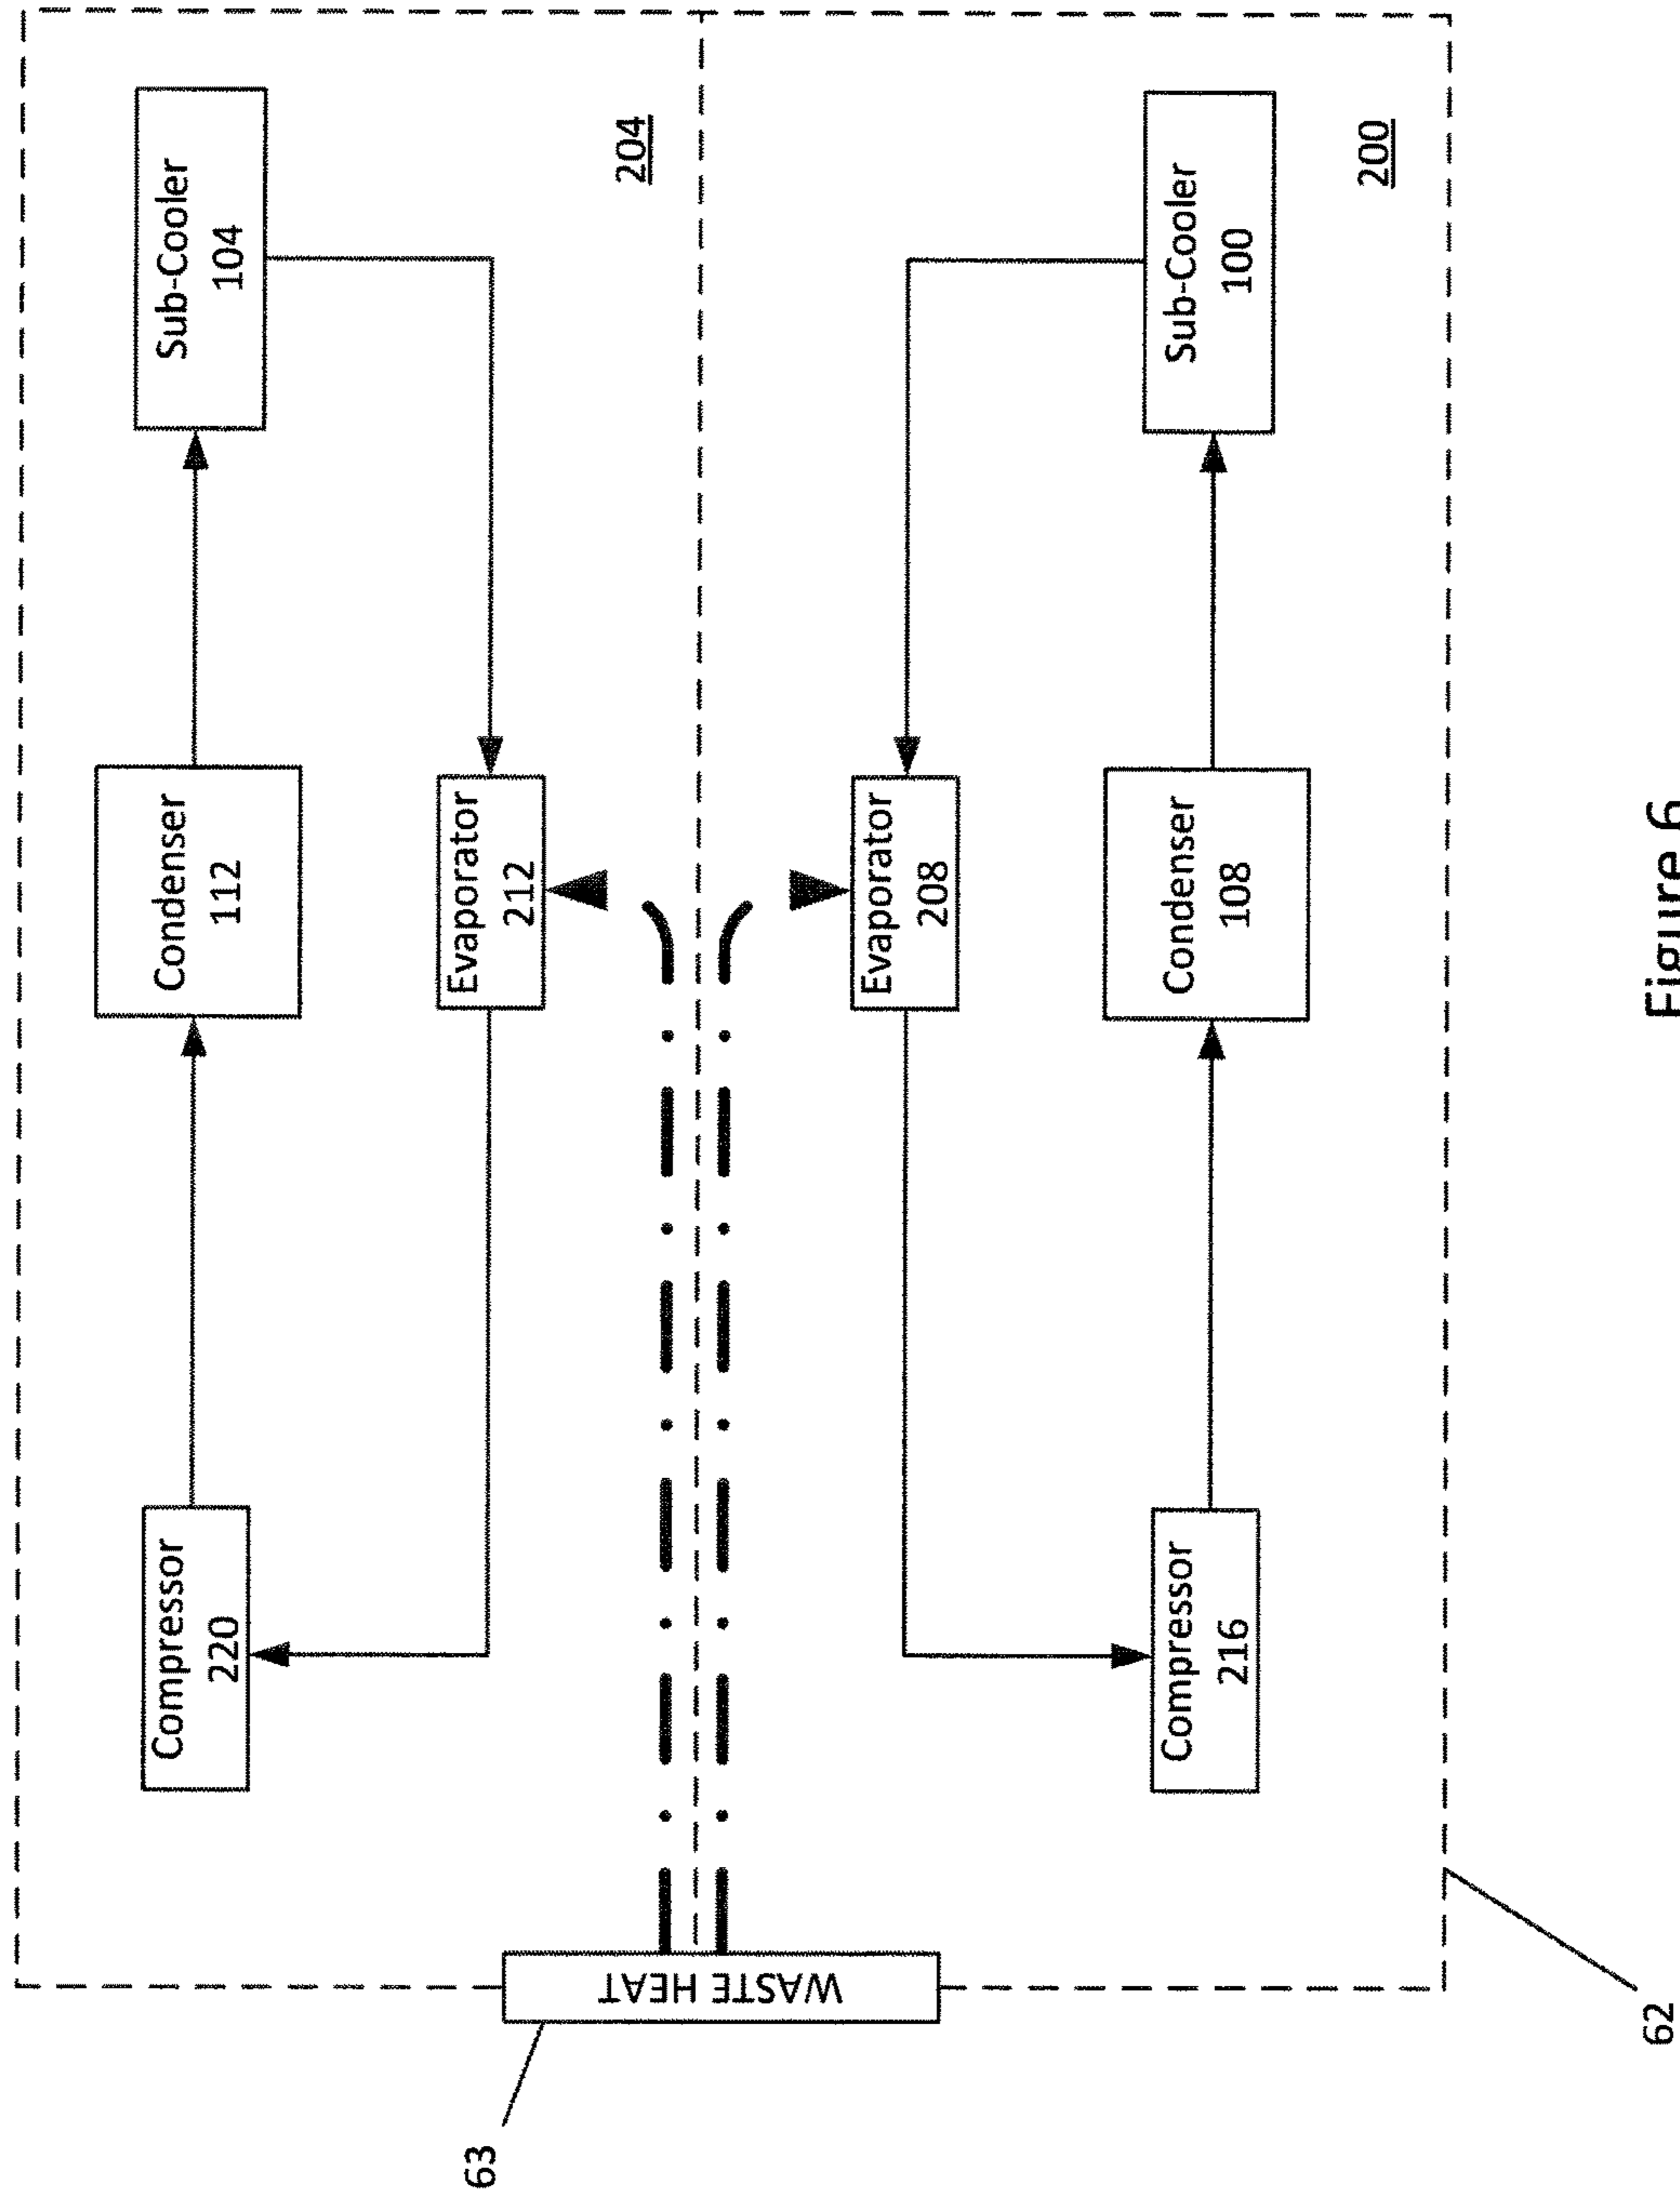 Compressor
220
Condenser
112
Sub-Cooler
104
Evaporator
212
204
63
WASTE HEAT
Evaporator
208
Compressor
216
Condenser
108
Sub-Cooler
100
200
62
Figure 6